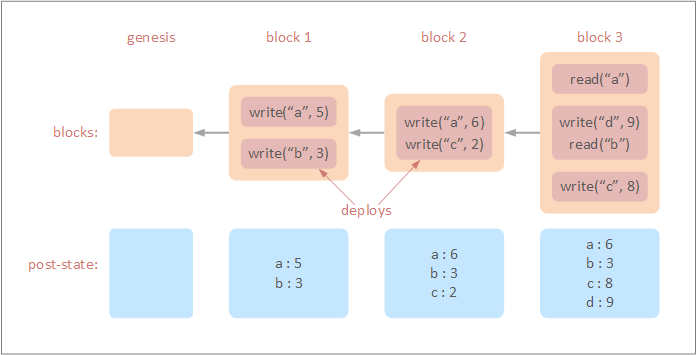 genesis
block 1
block 2
block 3
blocks:
write(“a”, 5)
write(“b”, 3)
write(“a”, 6)
write(“c”, 2)
read(“a”)
write(“d”, 9)
read(“b”)
write(“c”, 8)
deploys
post-state:
a : 5
b : 3
a : 6
b : 3
c : 2
a : 6
b : 3
c : 8
d : 9